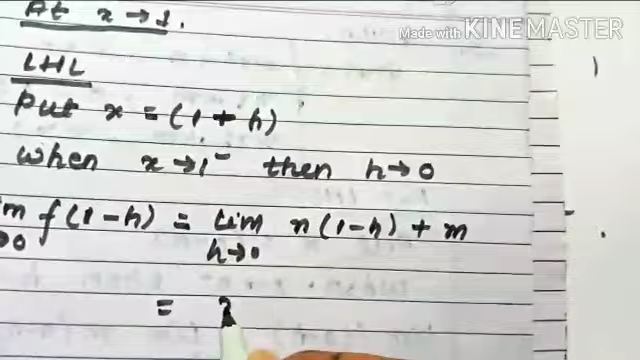 At x→1.
Made with KINEMASTER
LHL
Put x = (1 + h)
when x→1⁻ then h→0
f(1-h) = Lim n(1-h) + m
h→0
=